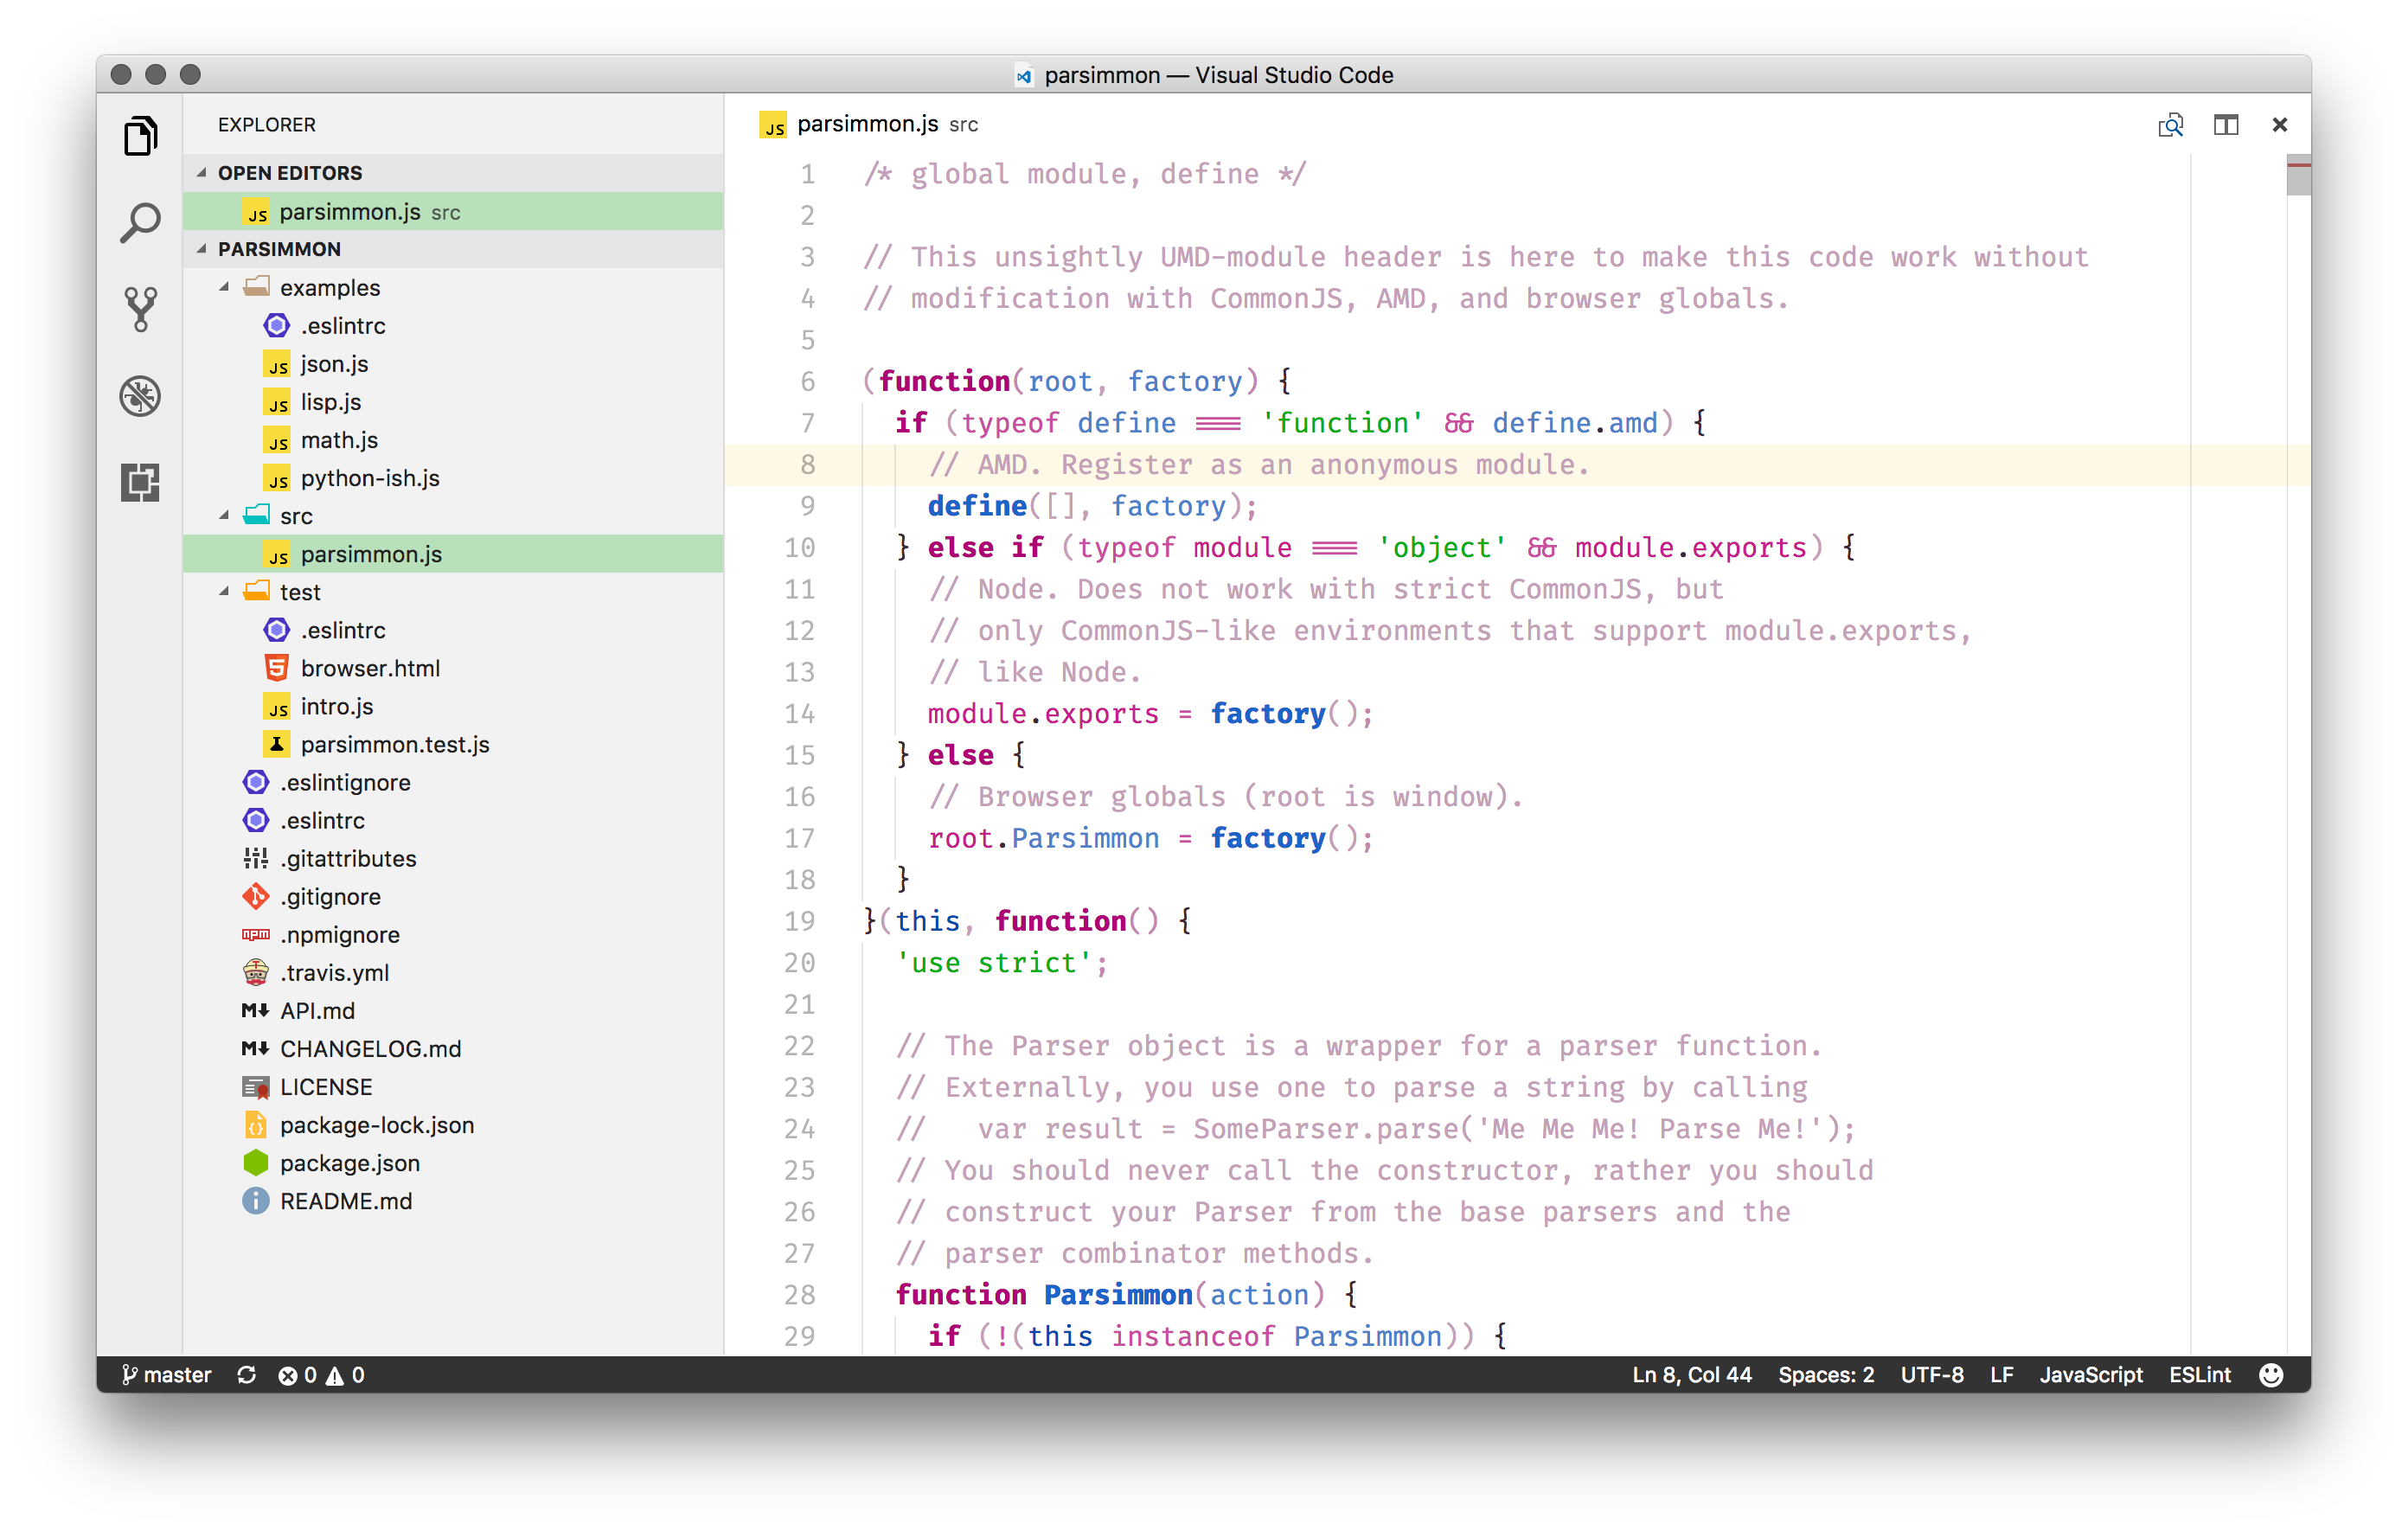 parsimmon — Visual Studio Code
EXPLORER
OPEN EDITORS
JS parsimmon.js src
PARSIMMON
examples
.eslintrc
JS json.js
JS lisp.js
JS math.js
JS python-ish.js
src
JS parsimmon.js
test
.eslintrc
5 browser.html
JS intro.js
parsimmon.test.js
.eslintignore
.eslintrc
.gitattributes
.gitignore
npm .npmignore
.travis.yml
M↓ API.md
M↓ CHANGELOG.md
LICENSE
{} package-lock.json
package.json
i README.md
JS parsimmon.js src
1 /* global module, define */
2
3 // This unsightly UMD-module header is here to make this code work without
4 // modification with CommonJS, AMD, and browser globals.
5
6 (function(root, factory) {
7   if (typeof define === 'function' && define.amd) {
8     // AMD. Register as an anonymous module.
9     define([], factory);
10   } else if (typeof module === 'object' && module.exports) {
11     // Node. Does not work with strict CommonJS, but
12     // only CommonJS-like environments that support module.exports,
13     // like Node.
14     module.exports = factory();
15   } else {
16     // Browser globals (root is window).
17     root.Parsimmon = factory();
18   }
19 }(this, function() {
20   'use strict';
21
22   // The Parser object is a wrapper for a parser function.
23   // Externally, you use one to parse a string by calling
24   //   var result = SomeParser.parse('Me Me Me! Parse Me!');
25   // You should never call the constructor, rather you should
26   // construct your Parser from the base parsers and the
27   // parser combinator methods.
28   function Parsimmon(action) {
29     if (!(this instanceof Parsimmon)) {
master 0 0 Ln 8, Col 44 Spaces: 2 UTF-8 LF JavaScript ESLint